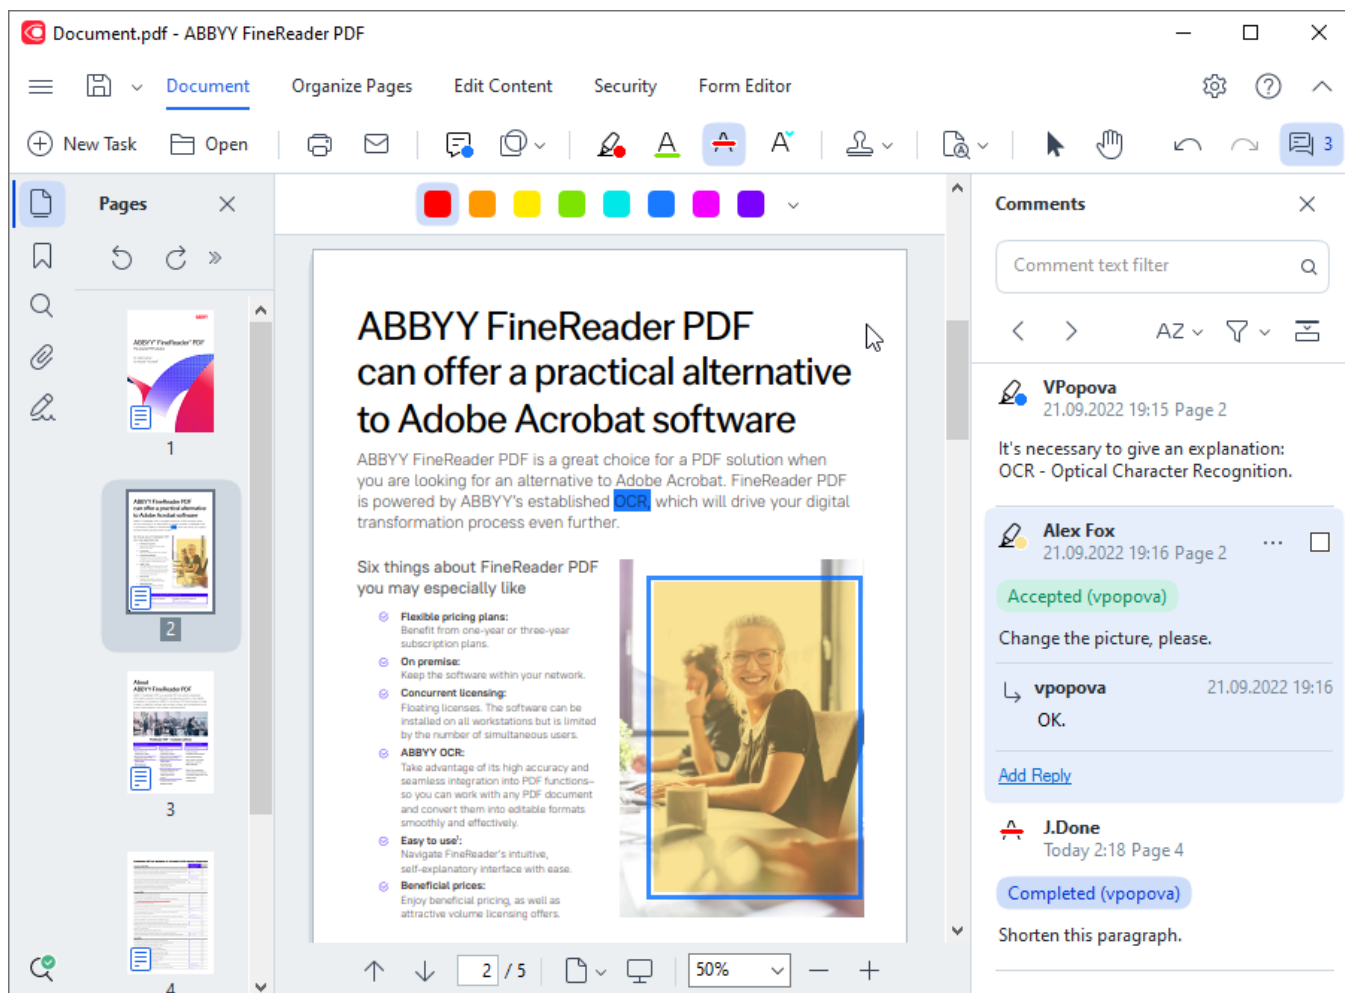 Document.pdf - ABBYY FineReader PDF
Document
Organize Pages
Edit Content
Security
Form Editor
New Task
Open
3
Pages
1
2
3
4
ABBYY FineReader PDF
can offer a practical alternative
to Adobe Acrobat software
ABBYY FineReader PDF is a great choice for a PDF solution when
you are looking for an alternative to Adobe Acrobat. FineReader PDF
is powered by ABBYY's established OCR, which will drive your digital
transformation process even further.
Six things about FineReader PDF
you may especially like
Flexible pricing plans:
Benefit from one-year or three-year
subscription plans.
On premise:
Keep the software within your network.
Concurrent licensing:
Floating licenses. The software can be
installed on all workstations but is limited
by the number of simultaneous users.
ABBYY OCR:
Take advantage of its high accuracy and
seamless integration into PDF functions–
so you can work with any PDF document
and convert them into editable formats
smoothly and effectively.
Easy to use¹:
Navigate FineReader's intuitive,
self-explanatory interface with ease.
Beneficial prices:
Enjoy beneficial pricing, as well as
attractive volume licensing offers.
2 / 5
50%
Comments
Comment text filter
AZ
VPopova
21.09.2022 19:15 Page 2
It's necessary to give an explanation:
OCR - Optical Character Recognition.
Alex Fox
21.09.2022 19:16 Page 2
Accepted (vpopova)
Change the picture, please.
vpopova 21.09.2022 19:16
OK.
Add Reply
J.Done
Today 2:18 Page 4
Completed (vpopova)
Shorten this paragraph.